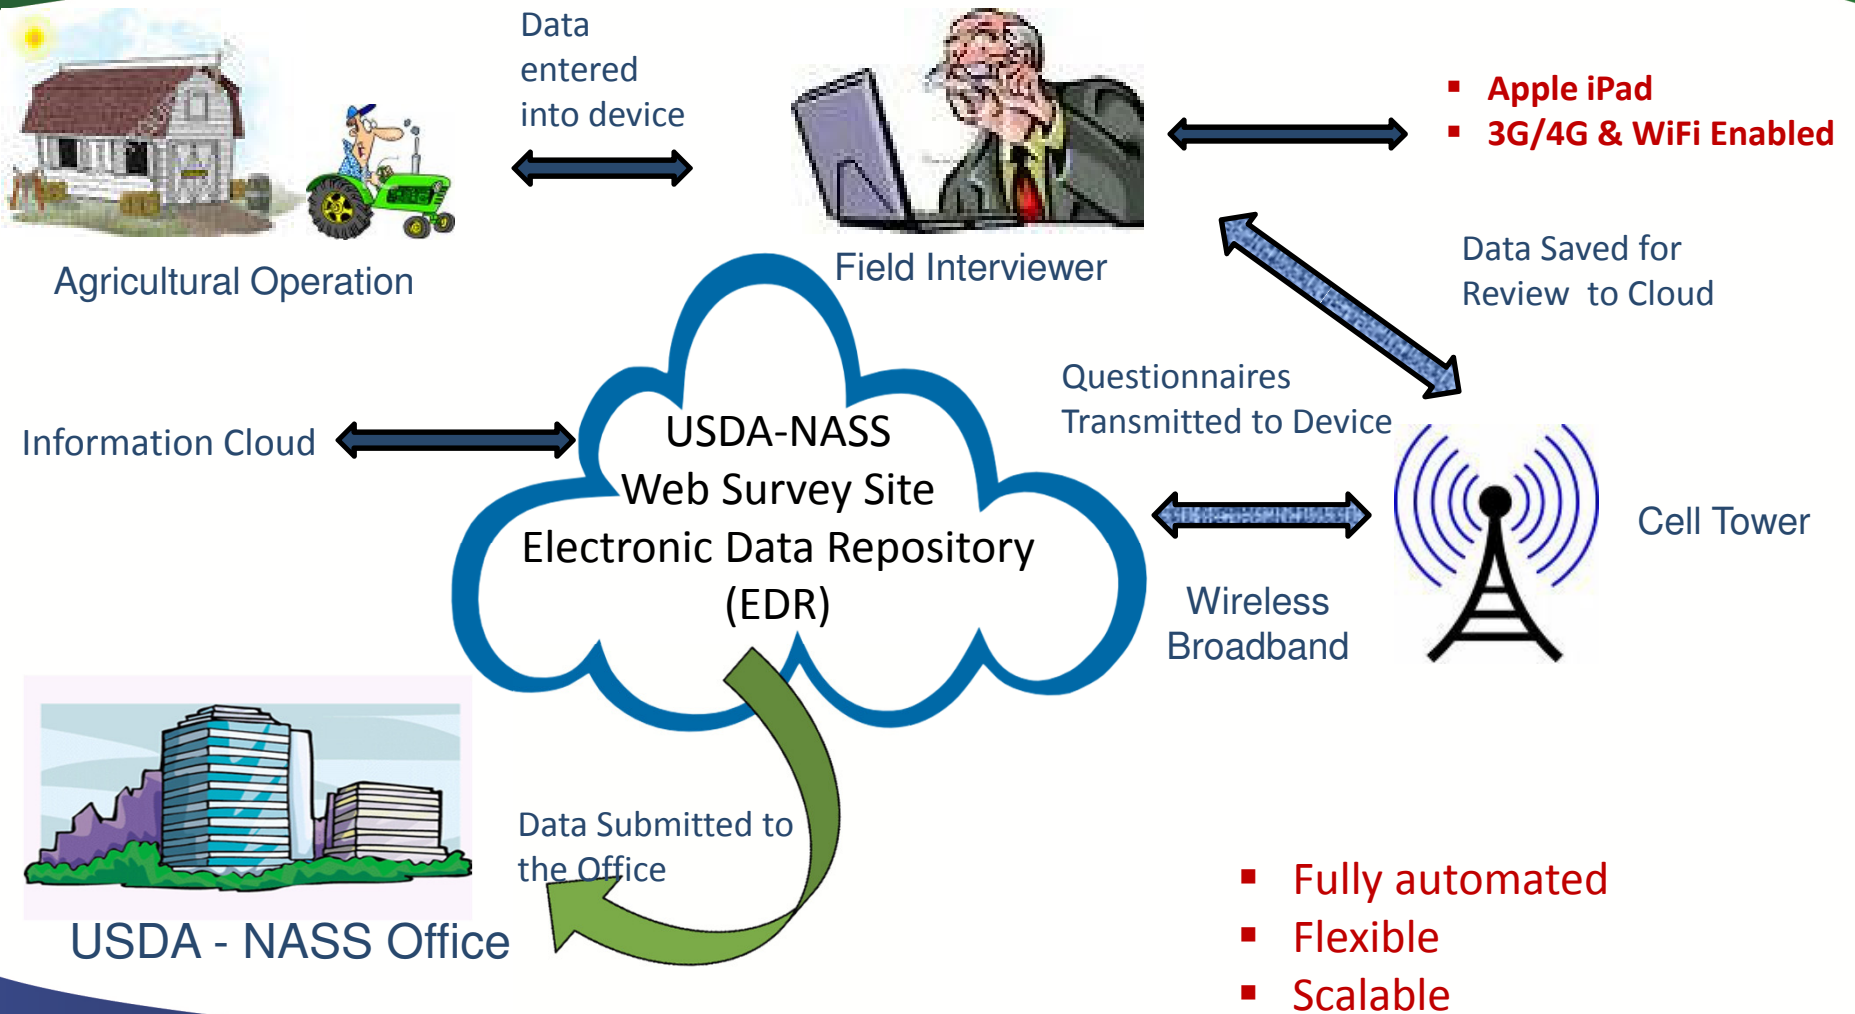 Data
entered
into device
▪ Apple iPad
▪ 3G/4G & WiFi Enabled
Agricultural Operation
Field Interviewer
Data Saved for
Review to Cloud
Questionnaires
Transmitted to Device
Information Cloud
USDA-NASS
Web Survey Site
Electronic Data Repository
(EDR)
Cell Tower
Wireless
Broadband
Data Submitted to
the Office
USDA - NASS Office
▪ Fully automated
▪ Flexible
▪ Scalable